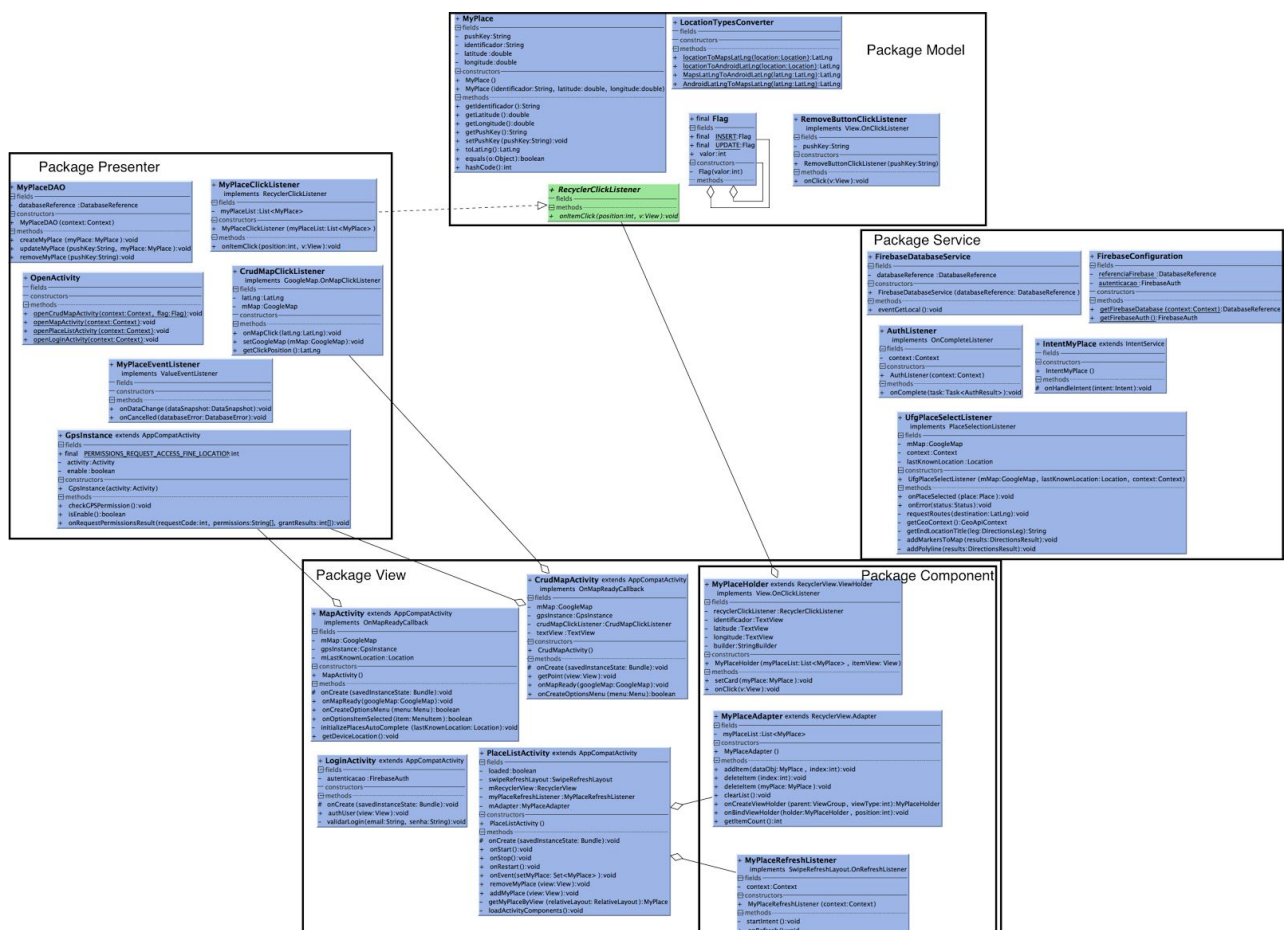 + MyPlace
fields
- pushKey:String
- identificador:String
- latitude:double
- longitude:double
constructors
+ MyPlace ()
+ MyPlace (identificador:String, latitude: double, longitude:double)
methods
+ getIdentificador ():String
+ getLatitude ():double
+ getLongitude():double
+ getPushKey ():String
+ setPushKey (pushKey:String):void
+ toLatLng():LatLng
+ equals(o:Object):boolean
+ hashCode():int
+ LocationTypesConverter
fields
constructors
methods
+ locationToMapsLatLng(location:Location):LatLng
+ locationToAndroidLatLng(location:Location):LatLng
+ MapsLatLngToAndroidLatLng(latLng:LatLng):LatLng
+ AndroidLatLngToMapsLatLng(latLng:LatLng):LatLng
Package Model
+ final Flag
fields
+ final INSERT:Flag
+ final UPDATE:Flag
+ valor:int
constructors
- Flag(valor:int)
methods
+ RemoveButtonClickListener
implements View.OnClickListener
fields
- pushKey:String
constructors
+ RemoveButtonClickListener(pushKey:String)
methods
+ onClick(v:View):void
+ RecyclerClickListener
fields
methods
+ onItemClick(position:int, v:View):void
Package Presenter
+ MyPlaceDAO
fields
- databaseReference :DatabaseReference
constructors
+ MyPlaceDAO(context:Context)
methods
+ createMyPlace (myPlace:MyPlace):void
+ updateMyPlace (pushKey:String, myPlace:MyPlace):void
+ removeMyPlace (pushKey:String):void
+ MyPlaceClickListener
implements RecyclerClickListener
fields
- myPlaceList:List<MyPlace>
constructors
+ MyPlaceClickListener (myPlaceList: List<MyPlace> )
methods
+ onItemClick(position:int, v:View):void
+ OpenActivity
fields
constructors
methods
+ openCrudMapActivity(context:Context, flag:Flag):void
+ openMapActivity(context:Context):void
+ openPlaceListActivity(context:Context):void
+ openLoginActivity(context:Context):void
+ CrudMapClickListener
implements GoogleMap.OnMapClickListener
fields
- latLng:LatLng
- mMap:GoogleMap
constructors
methods
+ onMapClick(latLng:LatLng):void
+ setGoogleMap(mMap:GoogleMap):void
+ getClickPosition():LatLng
+ MyPlaceEventListener
implements ValueEventListener
fields
constructors
methods
+ onDataChange(dataSnapshot:DataSnapshot):void
+ onCancelled(databaseError:DatabaseError):void
+ GpsInstance extends AppCompatActivity
fields
+ final PERMISSIONS_REQUEST_ACCESS_FINE_LOCATION:int
- activity:Activity
- enable:boolean
constructors
+ GpsInstance(activity:Activity)
methods
+ checkGPSPermission():void
+ isEnable():boolean
+ onRequestPermissionsResult(requestCode:int, permissions:String[], grantResults:int[]):void
Package Service
+ FirebaseDatabaseService
fields
- databaseReference :DatabaseReference
constructors
+ FirebaseDatabaseService (databaseReference: DatabaseReference )
methods
+ eventGetLocal ():void
+ FirebaseConfiguration
fields
- referenciaFirebase :DatabaseReference
- autenticacao :FirebaseAuth
constructors
methods
+ getFirebaseDatabase (context:Context):DatabaseReference
+ getFirebaseAuth():FirebaseAuth
+ AuthListener
implements OnCompleteListener
fields
- context:Context
constructors
+ AuthListener(context:Context)
methods
+ onComplete(task:Task<AuthResult>):void
+ IntentMyPlace extends IntentService
fields
constructors
+ IntentMyPlace ()
methods
# onHandleIntent(intent:Intent):void
+ UfgPlaceSelectListener
implements PlaceSelectionListener
fields
- mMap:GoogleMap
- context:Context
- lastKnownLocation:Location
constructors
+ UfgPlaceSelectListener (mMap:GoogleMap, lastKnownLocation:Location, context:Context)
methods
+ onPlaceSelected (place:Place):void
+ onError(status:Status):void
- requestRoutes(destination:LatLng):void
- getGeoContext():GeoApiContext
- getEndLocationTitle(leg:DirectionsLeg):String
- addMarkersToMap (results:DirectionsResult):void
- addPolyline(results:DirectionsResult):void
Package View
+ MapActivity extends AppCompatActivity
implements OnMapReadyCallback
fields
- mMap:GoogleMap
- gpsInstance:GpsInstance
- mLastKnownLocation:Location
constructors
+ MapActivity()
methods
# onCreate (savedInstanceState: Bundle):void
+ onMapReady(googleMap:GoogleMap):void
+ onCreateOptionsMenu (menu:Menu):boolean
+ onOptionsItemSelected(item:MenuItem):boolean
- initializePlacesAutoComplete (lastKnownLocation: Location):void
+ getDeviceLocation():void
+ CrudMapActivity extends AppCompatActivity
implements OnMapReadyCallback
fields
- mMap:GoogleMap
- gpsInstance:GpsInstance
- crudMapClickListener:CrudMapClickListener
- textView:TextView
constructors
+ CrudMapActivity()
methods
# onCreate(savedInstanceState: Bundle):void
+ getPoint(view: View):void
+ onMapReady(googleMap:GoogleMap):void
+ onCreateOptionsMenu (menu:Menu):boolean
+ LoginActivity extends AppCompatActivity
fields
- autenticacao:FirebaseAuth
constructors
methods
# onCreate(savedInstanceState: Bundle):void
+ authUser(view:View):void
- validarLogin(email:String, senha:String):void
+ PlaceListActivity extends AppCompatActivity
fields
- loaded:boolean
- swipeRefreshLayout:SwipeRefreshLayout
- mRecyclerView:RecyclerView
- myPlaceRefreshListener:MyPlaceRefreshListener
- mAdapter:MyPlaceAdapter
constructors
+ PlaceListActivity ()
methods
# onCreate (savedInstanceState: Bundle):void
+ onStart():void
+ onStop():void
+ onRestart():void
+ onEvent(setMyPlace: Set<MyPlace> ):void
+ removeMyPlace (view:View):void
+ addMyPlace (view:View):void
- getMyPlaceByView (relativeLayout: RelativeLayout):MyPlace
- loadActivityComponents():void
Package Component
+ MyPlaceHolder extends RecyclerView.ViewHolder
implements View.OnClickListener
fields
- recyclerClickListener:RecyclerClickListener
- identificador:TextView
- latitude:TextView
- longitude:TextView
- builder:StringBuilder
constructors
+ MyPlaceHolder (myPlaceList: List<MyPlace> , itemView: View)
methods
+ setCard(myPlace:MyPlace):void
+ onClick(v:View):void
+ MyPlaceAdapter extends RecyclerView.Adapter
fields
- myPlaceList:List<MyPlace>
constructors
+ MyPlaceAdapter ()
methods
+ addItem(dataObj:MyPlace , index:int):void
+ deleteItem (index:int):void
+ deleteItem (myPlace:MyPlace):void
+ clearList():void
+ onCreateViewHolder (parent:ViewGroup, viewType:int):MyPlaceHolder
+ onBindViewHolder(holder:MyPlaceHolder , position:int):void
+ getItemCount():int
+ MyPlaceRefreshListener
implements SwipeRefreshLayout.OnRefreshListener
fields
- context:Context
constructors
+ MyPlaceRefreshListener (context:Context)
methods
- startIntent ():void